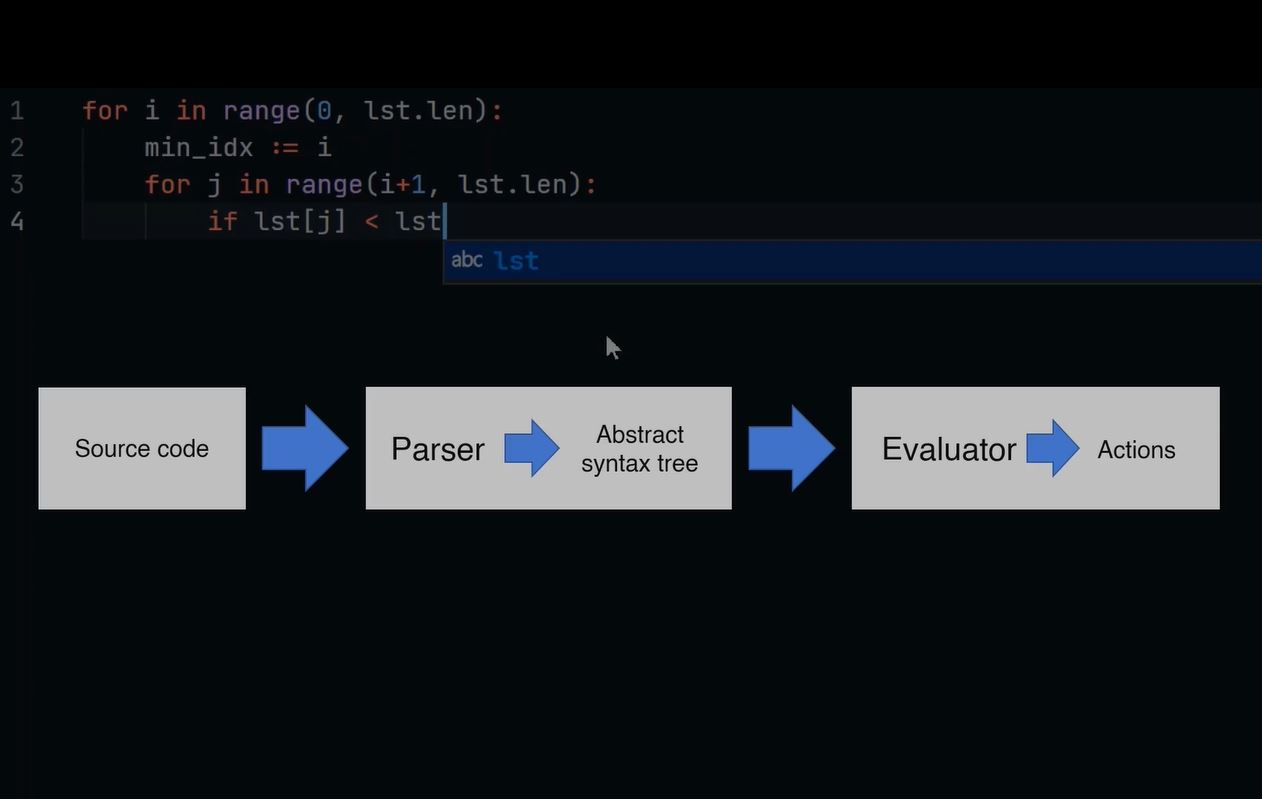 1 for i in range(0, lst.len):
2 min_idx := i
3 for j in range(i+1, lst.len):
4 if lst[j] < lst
abc lst
Source code
Parser
Abstract
syntax tree
Evaluator
Actions